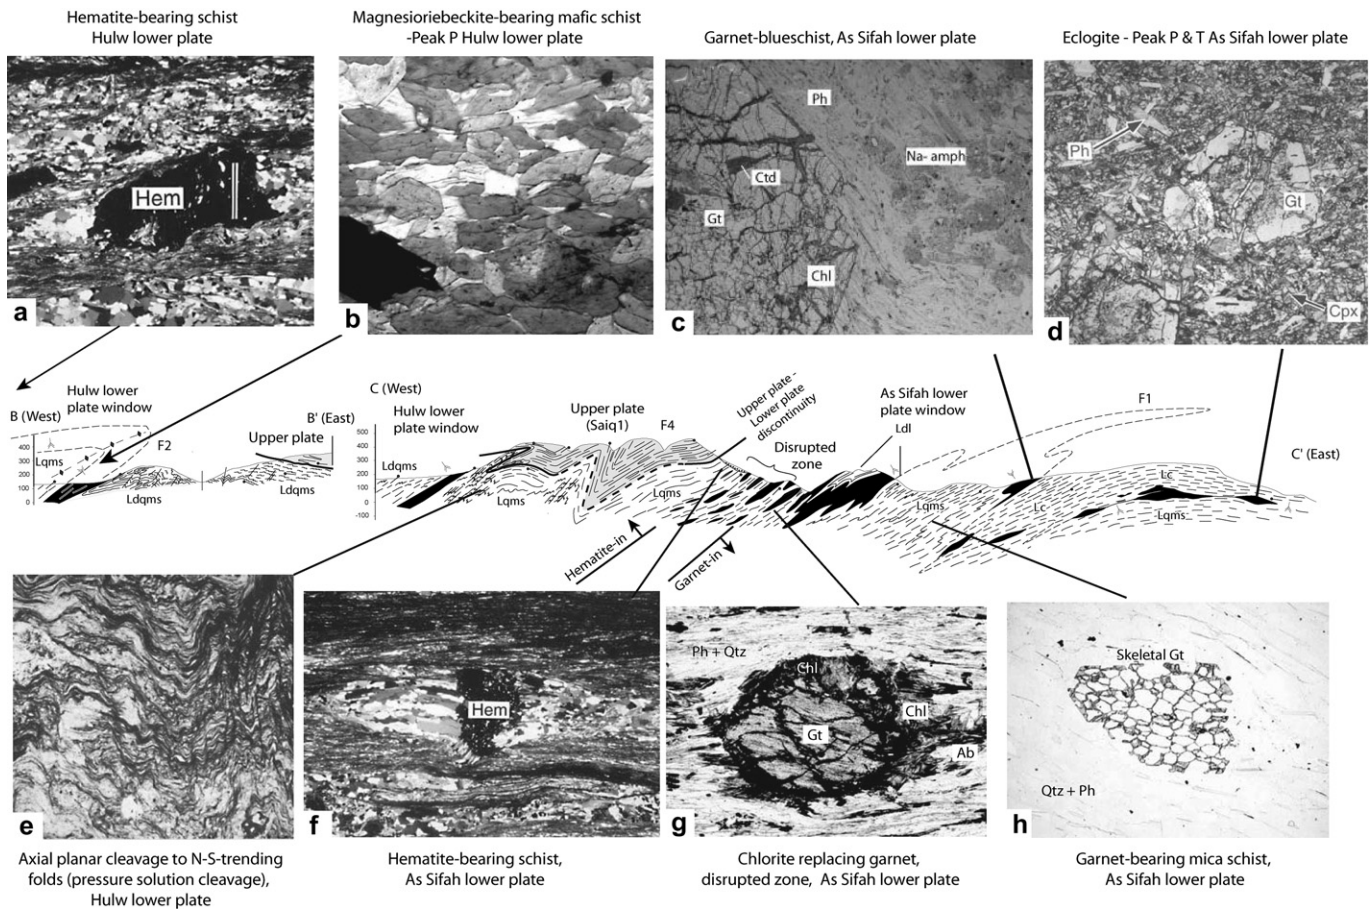 Hematite-bearing schist
Hulw lower plate
Magnesioriebeckite-bearing mafic schist
-Peak P Hulw lower plate
Garnet-blueschist, As Sifah lower plate
Eclogite - Peak P & T As Sifah lower plate
Hem
a
b
Ph
Na- amph
Ctd
Gt
Chl
c
Ph
Gt
Cpx
d
B (West)
Hulw lower
plate window
F2
B' (East)
Upper plate
400
300
200
100
0
Lqms
Ldqms
Ldqms
C (West)
500
400
300
200
100
0
-100
Hulw lower
plate window
Upper plate
(Saiq1)
F4
Upper plate -
Lower plate
discontinuity
Disrupted
zone
As Sifah lower
plate window
Ldl
F1
C' (East)
Ldqms
Lqms
Lqms
Lqms
Lc
Lc
Lqms
Hematite-in
Garnet-in
e
Hem
f
Ph + Qtz
Chl
Chl
Gt
Ab
g
Skeletal Gt
Qtz + Ph
h
Axial planar cleavage to N-S-trending
folds (pressure solution cleavage),
Hulw lower plate
Hematite-bearing schist,
As Sifah lower plate
Chlorite replacing garnet,
disrupted zone, As Sifah lower plate
Garnet-bearing mica schist,
As Sifah lower plate